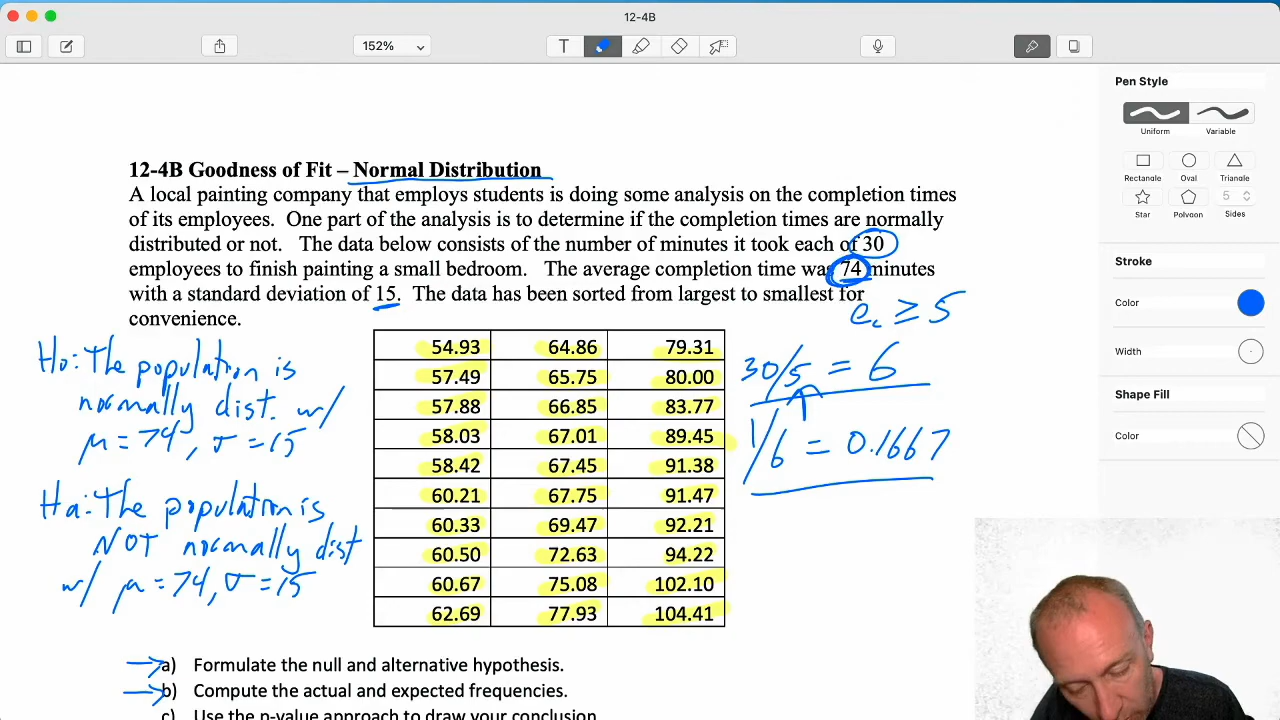 12-4B
152%
T
Pen Style
Uniform
Variable
Rectangle
Oval
Triangle
Star
Polygon
5
Sides
Stroke
Color
Width
Shape Fill
Color
12-4B Goodness of Fit – Normal Distribution
A local painting company that employs students is doing some analysis on the completion times
of its employees. One part of the analysis is to determine if the completion times are normally
distributed or not. The data below consists of the number of minutes it took each of 30
employees to finish painting a small bedroom. The average completion time was 74 minutes
with a standard deviation of 15. The data has been sorted from largest to smallest for
convenience.
eᵢ ≥ 5
Ho: The population is
normally dist. w/
μ = 74, σ = 15
Ha: The population is
NOT normally dist
w/ μ = 74, σ = 15
54.93 64.86 79.31
57.49 65.75 80.00
57.88 66.85 83.77
58.03 67.01 89.45
58.42 67.45 91.38
60.21 67.75 91.47
60.33 69.47 92.21
60.50 72.63 94.22
60.67 75.08 102.10
62.69 77.93 104.41
30/5 = 6
1/6 = 0.1667
a) Formulate the null and alternative hypothesis.
b) Compute the actual and expected frequencies.
c) Use the p-value approach to draw your conclusion